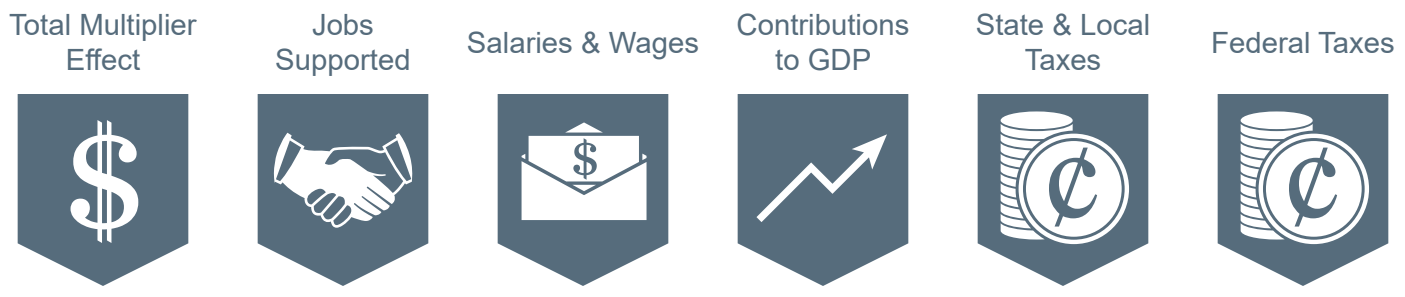 Total Multiplier
Effect
Jobs
Supported
Salaries & Wages
Contributions
to GDP
State & Local
Taxes
Federal Taxes
$
$
¢
¢